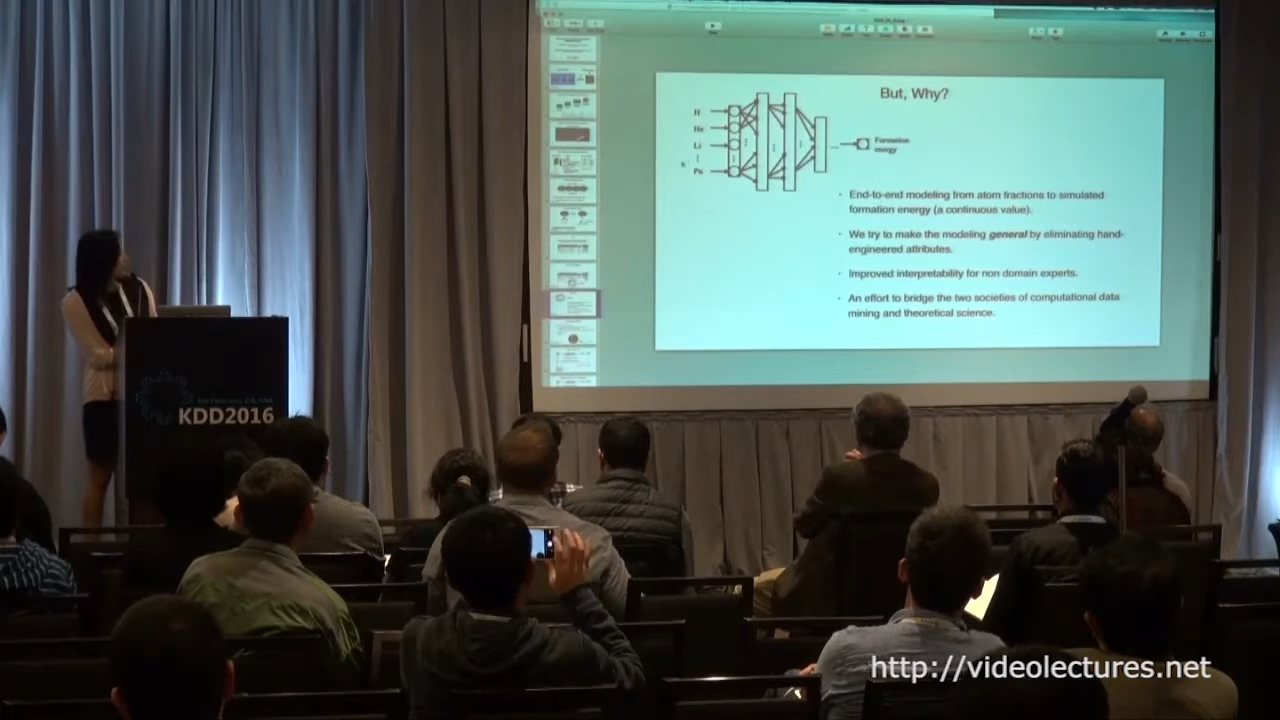 But, Why?
H
He
Li
Pu
Formation
energy
· End-to-end modeling from atom fractions to simulated
formation energy (a continuous value).
· We try to make the modeling general by eliminating hand-
engineered attributes.
· Improved interpretability for non domain experts.
· An effort to bridge the two societies of computational data
mining and theoretical science.
KDD2016
http://videolectures.net